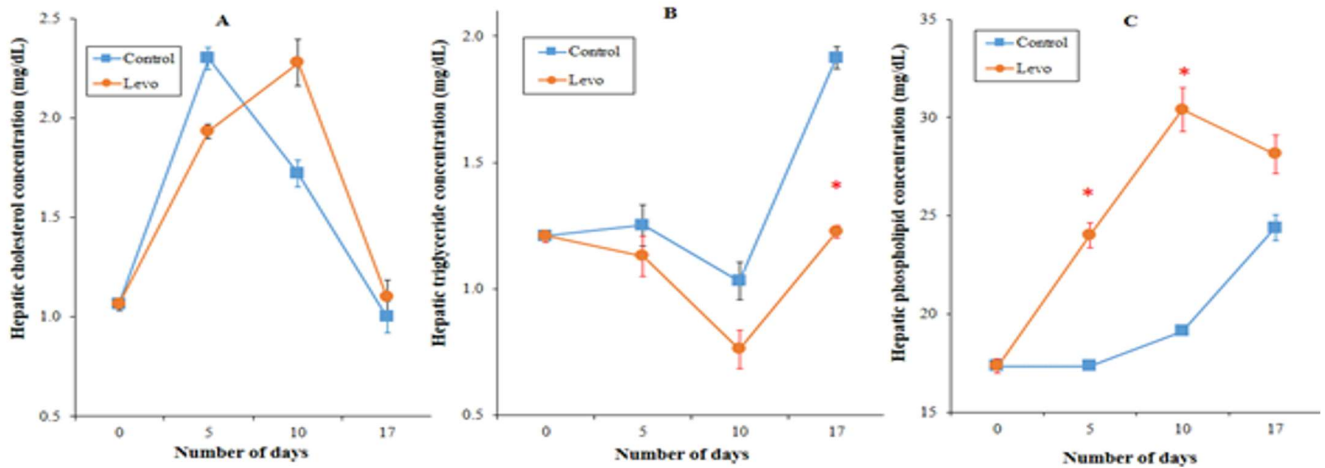 A
Hepatic cholesterol concentration (mg/dL)
Control
Levo
2.5
2.0
1.5
1.0
0.5
0 5 10 17
Number of days
B
Hepatic triglyceride concentration (mg/dL)
Control
Levo
2.0
1.5
1.0
0.5
*
0 5 10 17
Number of days
C
Hepatic phospholipid concentration (mg/dL)
Control
Levo
35
30
25
20
15
*
*
0 5 10 17
Number of days